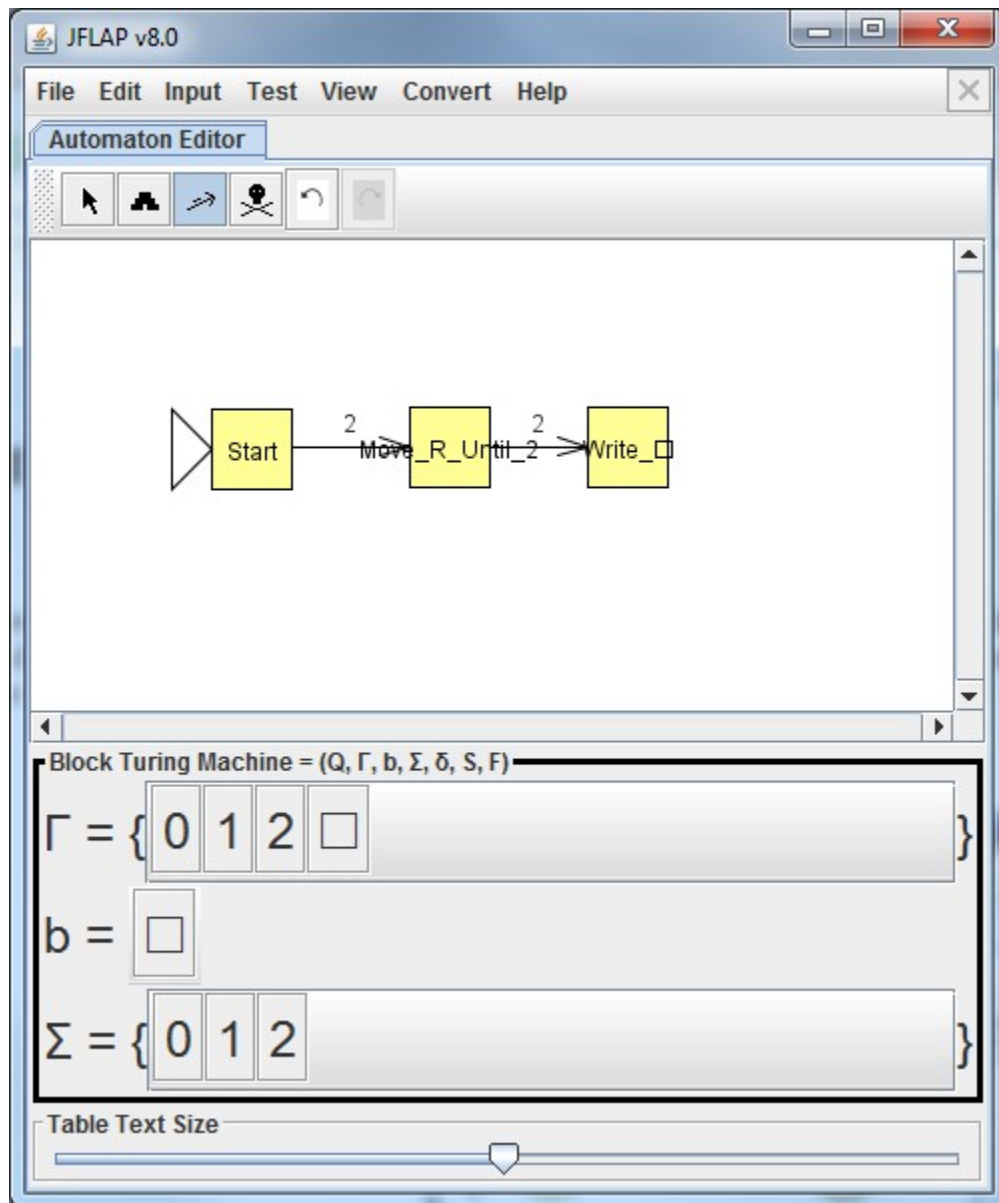 JFLAP v8.0
File Edit Input Test View Convert Help
Automaton Editor
2 2
Start Move_R_Until_2 Write_□
Block Turing Machine = (Q, Γ, b, Σ, δ, S, F)
Γ = { 0 1 2 □ }
b = □
Σ = { 0 1 2 }
Table Text Size